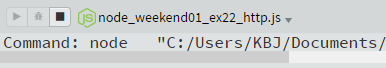 node_weekend01_ex22_http.js
Command: node "C:/Users/KBJ/Documents/